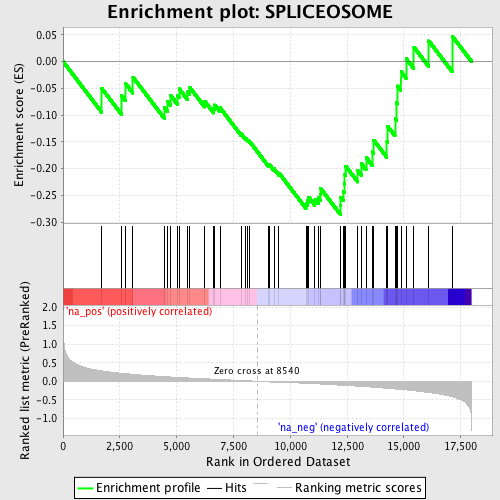 Enrichment plot: SPLICEOSOME
Enrichment score (ES)
0.05
0.00
-0.05
-0.10
-0.15
-0.20
-0.25
-0.30
'na_pos' (positively correlated)
Ranked list metric (PreRanked)
2.0
1.5
1.0
0.5
0.0
-0.5
-1.0
Zero cross at 8540
'na_neg' (negatively correlated)
0 2,500 5,000 7,500 10,000 12,500 15,000 17,500
Rank in Ordered Dataset
Enrichment profile Hits Ranking metric scores